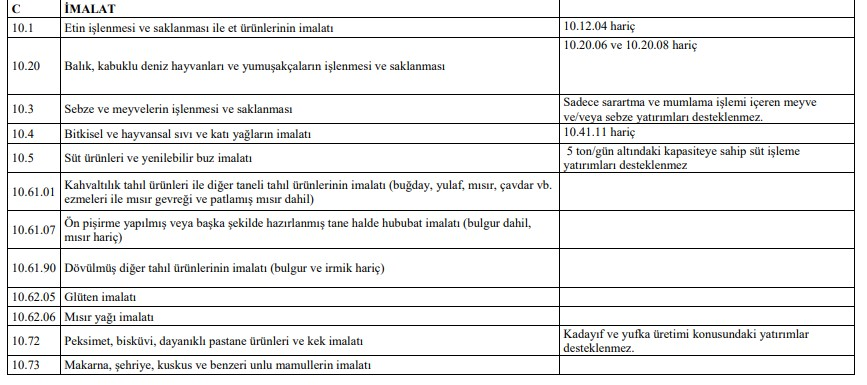 C İMALAT
10.1 Etin işlenmesi ve saklanması ile et ürünlerinin imalatı 10.12.04 hariç
10.20 Balık, kabuklu deniz hayvanları ve yumuşakçaların işlenmesi ve saklanması 10.20.06 ve 10.20.08 hariç
10.3 Sebze ve meyvelerin işlenmesi ve saklanması Sadece sarartma ve mumlama işlemi içeren meyve
ve/veya sebze yatırımları desteklenmez.
10.4 Bitkisel ve hayvansal sıvı ve katı yağların imalatı 10.41.11 hariç
10.5 Süt ürünleri ve yenilebilir buz imalatı 5 ton/gün altındaki kapasiteye sahip süt işleme
yatırımları desteklenmez
10.61.01 Kahvaltılık tahıl ürünleri ile diğer taneli tahıl ürünlerinin imalatı (buğday, yulaf, mısır, çavdar vb.
ezmeleri ile mısır gevreği ve patlamış mısır dahil)
10.61.07 Ön pişirme yapılmış veya başka şekilde hazırlanmış tane halde hububat imalatı (bulgur dahil,
mısır hariç)
10.61.90 Dövülmüş diğer tahıl ürünlerinin imalatı (bulgur ve irmik hariç)
10.62.05 Glüten imalatı
10.62.06 Mısır yağı imalatı
10.72 Peksimet, bisküvi, dayanıklı pastane ürünleri ve kek imalatı Kadayıf ve yufka üretimi konusundaki yatırımlar
desteklenmez.
10.73 Makarna, şehriye, kuskus ve benzeri unlu mamullerin imalatı